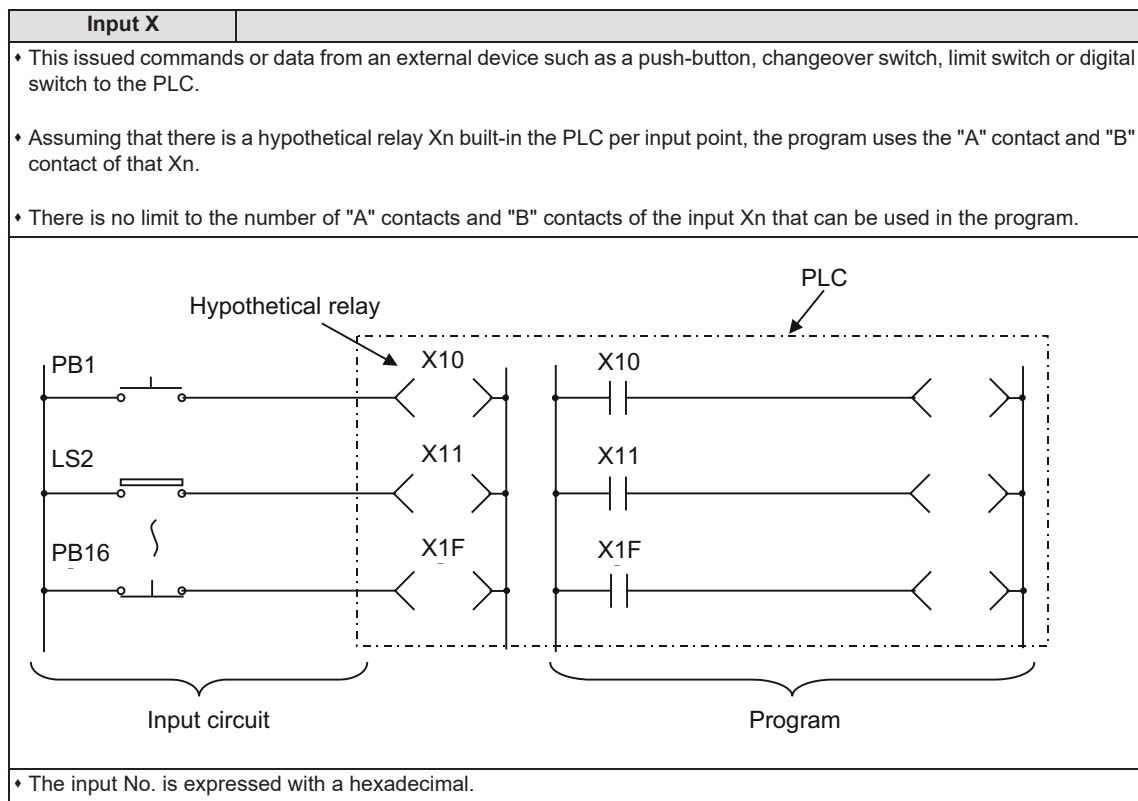 Input X
• This issued commands or data from an external device such as a push-button, changeover switch, limit switch or digital
switch to the PLC.
• Assuming that there is a hypothetical relay Xn built-in the PLC per input point, the program uses the "A" contact and "B"
contact of that Xn.
• There is no limit to the number of "A" contacts and "B" contacts of the input Xn that can be used in the program.
PLC
Hypothetical relay
PB1
X10
X10
LS2
X11
X11
PB16
X1F
X1F
Input circuit
Program
• The input No. is expressed with a hexadecimal.